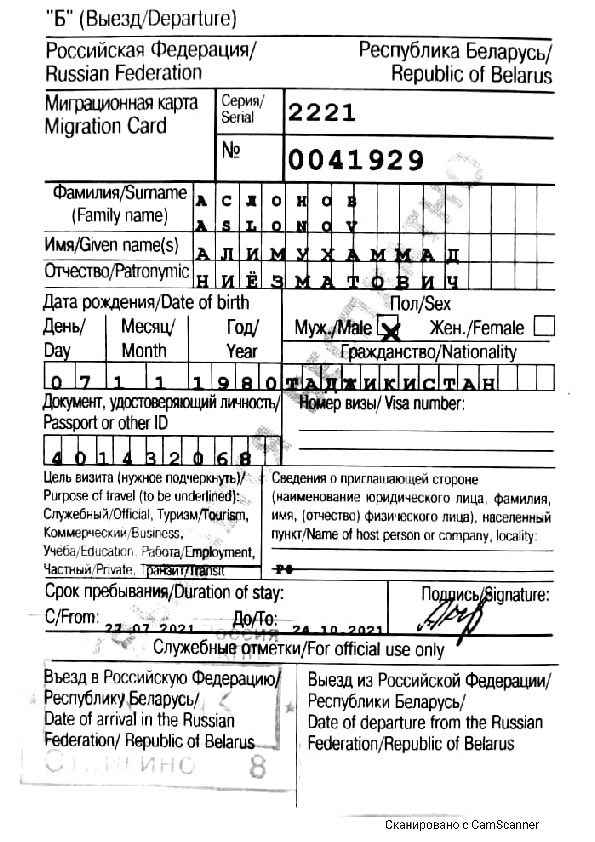 "Б" (Выезд/Departure)
Российская Федерация/ Республика Беларусь/
Russian Federation Republic of Belarus
Миграционная карта
Migration Card
Серия/
Serial
2221
№ 0041929
Фамилия/Surname АСЛОНОВ
(Family name) ASLONOV
Имя/Given name(s) АЛИМУХАММАД
Отчество/Patronymic НИЁЗМАТОВИЧ
Дата рождения/Date of birth Пол/Sex
День/ Месяц/ Год/ Муж./Male X Жен./Female
Day Month Year Гражданство/Nationality
07 11 1980 ТАДЖИКИСТАН
Документ, удостоверяющий личность/ Номер визы/ Visa number:
Passport or other ID
401432068
Цель визита (нужное подчеркнуть)/
Purpose of travel (to be underlined):
Служебный/Official, Туризм/Tourism,
Коммерческий/Business,
Учеба/Education, Работа/Employment,
Частный/Private, Транзит/Transit
Сведения о приглашающей стороне
(наименование юридического лица, фамилия,
имя, (отчество) физического лица), населенный
пункт/Name of host person or company, locality:
Срок пребывания/Duration of stay: Подпись/Signature:
С/From: 27 07 2021 До/To: 24 10 2021
Служебные отметки/For official use only
Въезд в Российскую Федерацию/
Республику Беларусь/
Date of arrival in the Russian
Federation/ Republic of Belarus
8
Выезд из Российской Федерации/
Республики Беларусь/
Date of departure from the Russian
Federation/Republic of Belarus
Сканировано с CamScanner